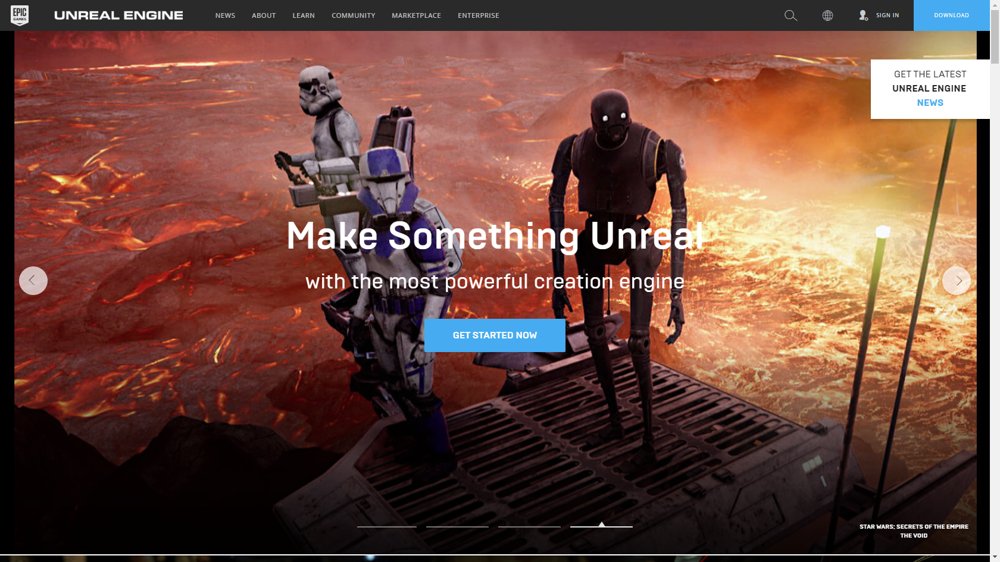 EPIC
GAMES
UNREAL ENGINE
NEWS
ABOUT
LEARN
COMMUNITY
MARKETPLACE
ENTERPRISE
SIGN IN
DOWNLOAD
GET THE LATEST
UNREAL ENGINE
NEWS
Make Something Unreal
with the most powerful creation engine
GET STARTED NOW
STAR WARS: SECRETS OF THE EMPIRE
THE VOID